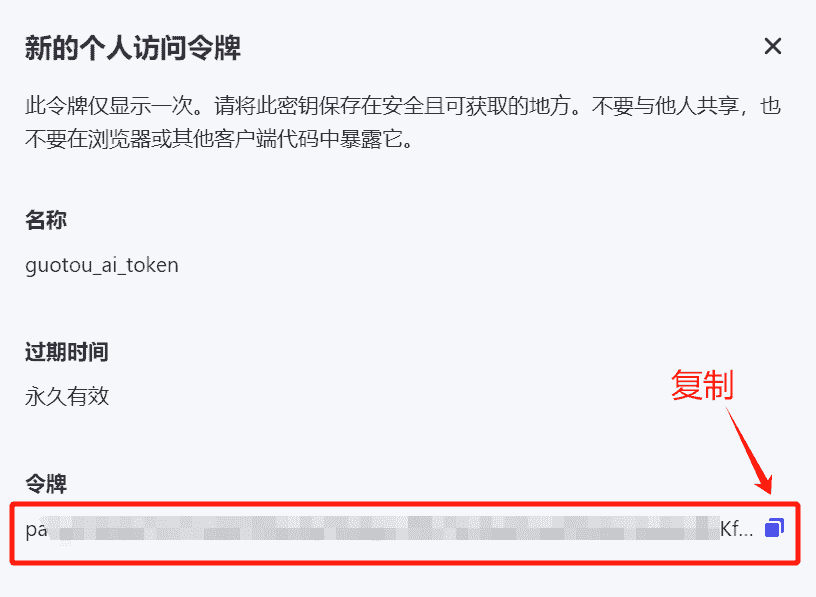 新的个人访问令牌
此令牌仅显示一次。请将此密钥保存在安全且可获取的地方。不要与他人共享，也
不要在浏览器或其他客户端代码中暴露它。
名称
guotou_ai_token
过期时间
永久有效
复制
令牌
pa Kf...